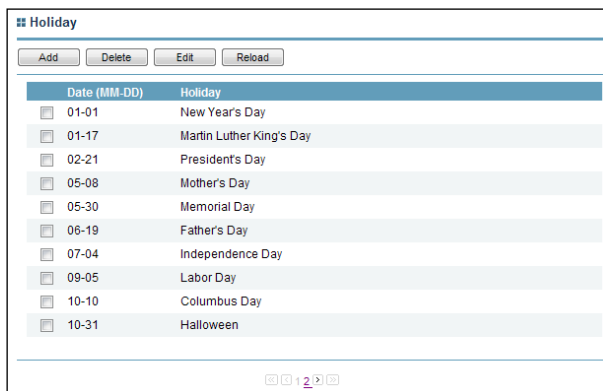 Holiday
Add Delete Edit Reload
Date (MM-DD) Holiday
01-01 New Year's Day
01-17 Martin Luther King's Day
02-21 President's Day
05-08 Mother's Day
05-30 Memorial Day
06-19 Father's Day
07-04 Independence Day
09-05 Labor Day
10-10 Columbus Day
10-31 Halloween
1 2